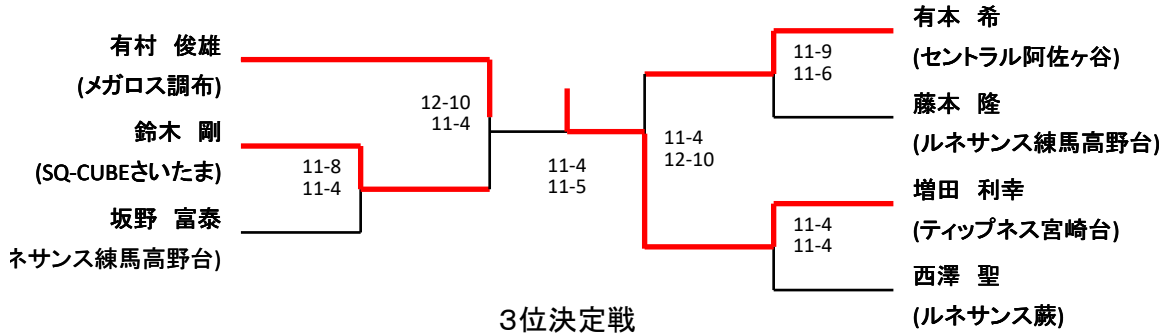 有村 俊雄
(メガロス調布)
鈴木 剛
(SQ-CUBEさいたま)
坂野 富泰
ネサンス練馬高野台)
11-8
11-4
12-10
11-4
11-4
11-5
11-4
12-10
11-9
11-6
11-4
11-4
有本 希
(セントラル阿佐ヶ谷)
藤本 隆
(ルネサンス練馬高野台)
増田 利幸
(ティップネス宮崎台)
西澤 聖
(ルネサンス蕨)
３位決定戦